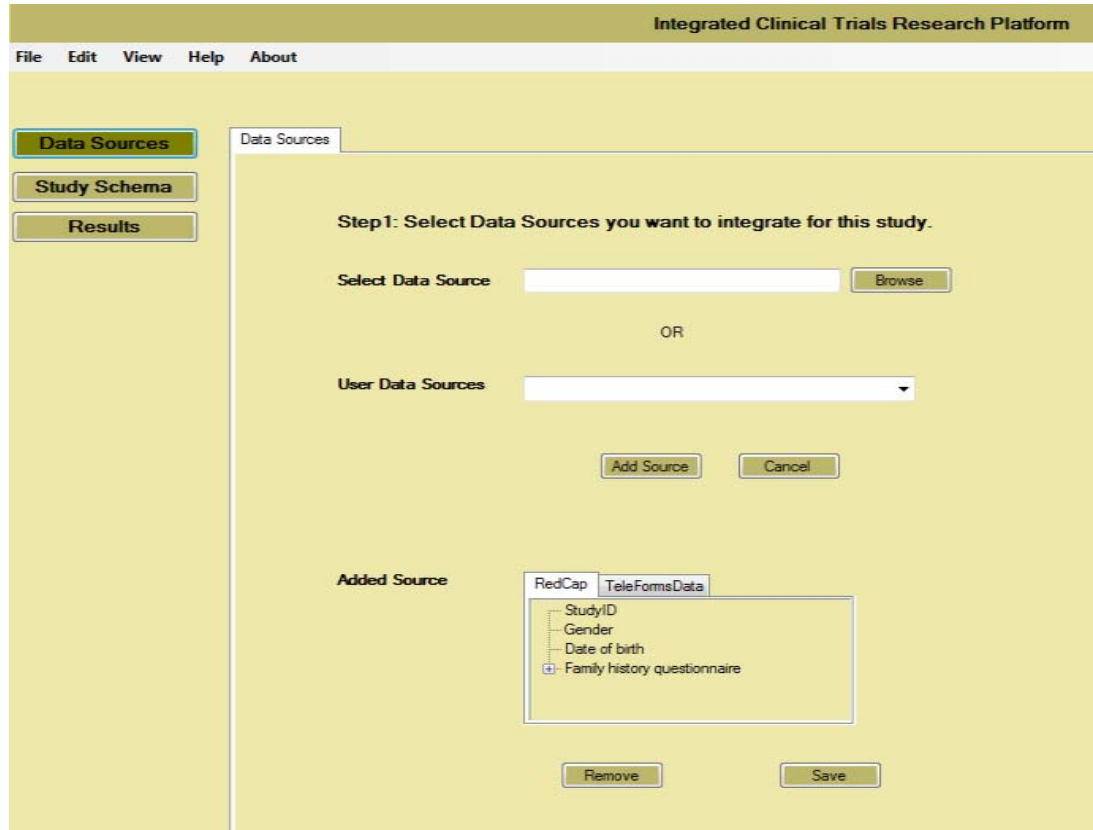 Integrated Clinical Trials Research Platform
File Edit View Help About
Data Sources
Study Schema
Results
Data Sources
Step1: Select Data Sources you want to integrate for this study.
Select Data Source
Browse
OR
User Data Sources
Add Source Cancel
Added Source
RedCap TeleFormsData
StudyID
Gender
Date of birth
Family history questionnaire
Remove Save